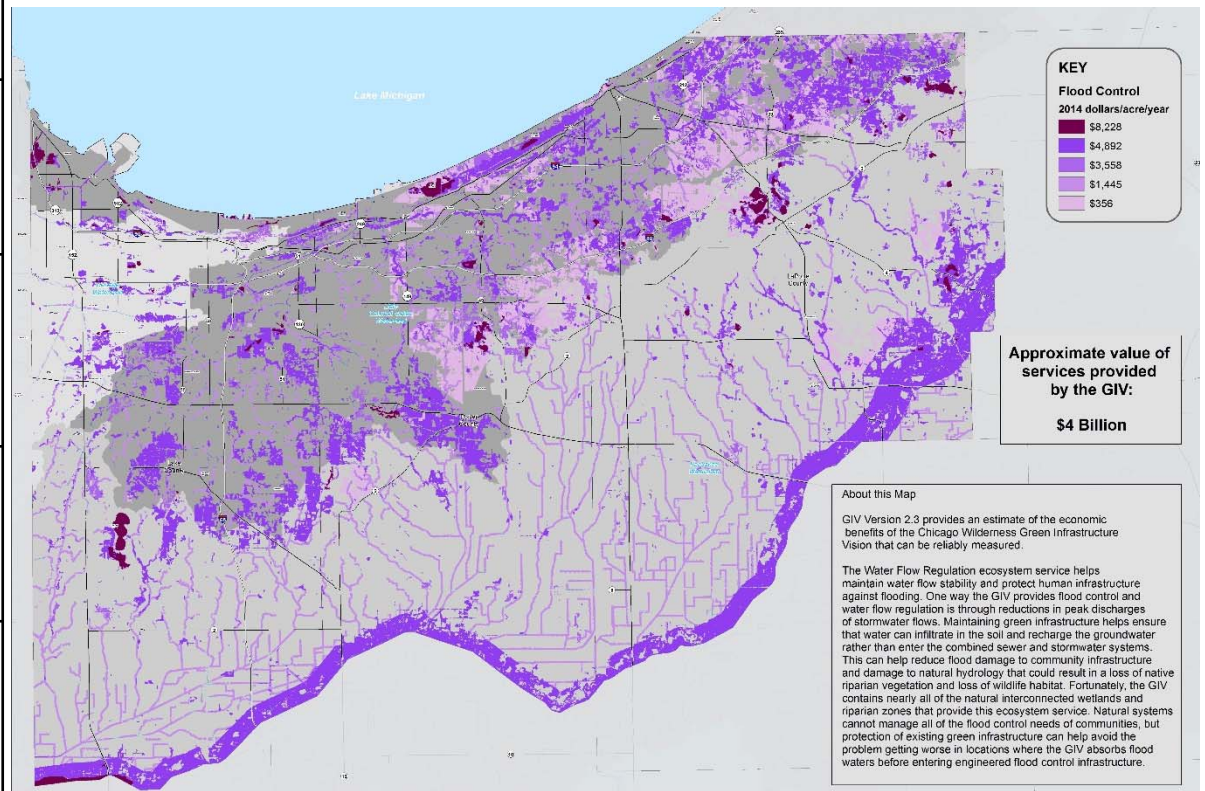 Lake Michigan
KEY
Flood Control
2014 dollars/acre/year
$8,228
$4,892
$3,558
$1,445
$356
LaPorte
County
Approximate value of
services provided
by the GIV:
$4 Billion
About this Map
GIV Version 2.3 provides an estimate of the economic
benefits of the Chicago Wilderness Green Infrastructure
Vision that can be reliably measured.
The Water Flow Regulation ecosystem service helps
maintain water flow stability and protect human infrastructure
against flooding. One way the GIV provides flood control and
water flow regulation is through reductions in peak discharges
of stormwater flows. Maintaining green infrastructure helps ensure
that water can infiltrate in the soil and recharge the groundwater
rather than enter the combined sewer and stormwater systems.
This can help reduce flood damage to community infrastructure
and damage to natural hydrology that could result in a loss of native
riparian vegetation and loss of wildlife habitat. Fortunately, the GIV
contains nearly all of the natural interconnected wetlands and
riparian zones that provide this ecosystem service. Natural systems
cannot manage all of the flood control needs of communities, but
protection of existing green infrastructure can help avoid the
problem getting worse in locations where the GIV absorbs flood
waters before entering engineered flood control infrastructure.